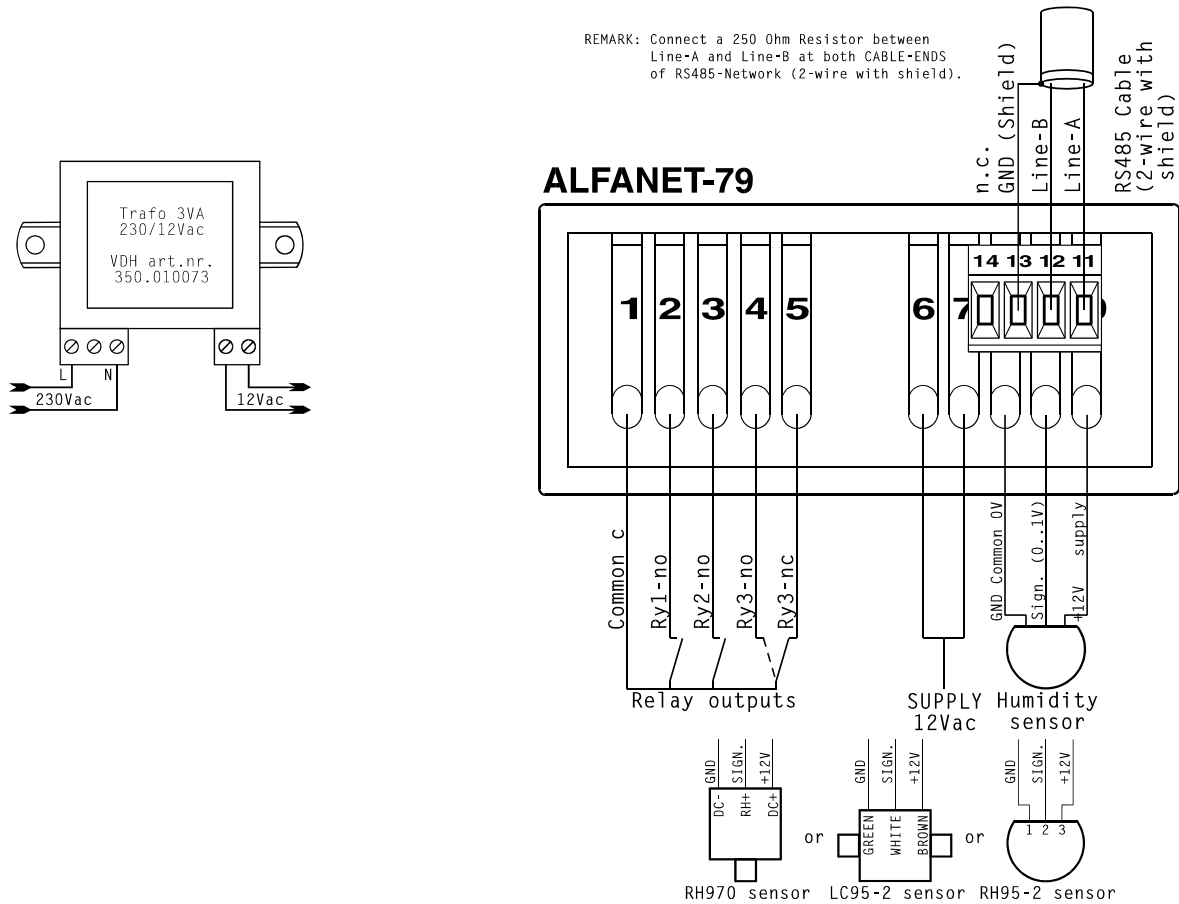 REMARK: Connect a 250 Ohm Resistor between
Line-A and Line-B at both CABLE-ENDS
of RS485-Network (2-wire with shield).
n.c.
GND (Shield)
Line-B
Line-A
RS485 Cable
(2-wire with
shield)
ALFANET-79
Trafo 3VA
230/12Vac
VDH art.nr.
350.010073
L
N
230Vac
12Vac
14 13 12 11
1 2 3 4 5
6 7
Common c
Ry1-no
Ry2-no
Ry3-no
Ry3-nc
GND Common 0V
Sign. (0..1V)
+12V supply
Relay outputs
SUPPLY
12Vac
Humidity
sensor
GND
SIGN.
+12V
DC-
RH+
DC+
RH970 sensor
or
GND
SIGN.
+12V
GREEN
WHITE
BROWN
LC95-2 sensor
or
GND
SIGN.
+12V
1 2 3
RH95-2 sensor